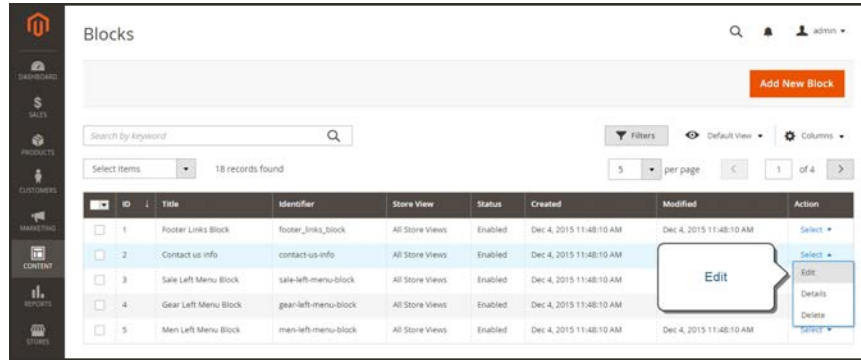 Blocks
admin
DASHBOARD
SALES
PRODUCTS
CUSTOMERS
MARKETING
CONTENT
REPORTS
STORES
Add New Block
Search by keyword
Filters Default View Columns
Select Items 18 records found 5 per page 1 of 4
ID ↓ Title Identifier Store View Status Created Modified Action
1 Footer Links Block footer_links_block All Store Views Enabled Dec 4, 2015 11:48:10 AM Dec 4, 2015 11:48:10 AM Select
2 Contact us info contact-us-info All Store Views Enabled Dec 4, 2015 11:48:10 AM Select
3 Sale Left Menu Block sale-left-menu-block All Store Views Enabled Dec 4, 2015 11:48:10 AM
4 Gear Left Menu Block gear-left-menu-block All Store Views Enabled Dec 4, 2015 11:48:10 AM
5 Men Left Menu Block men-left-menu-block All Store Views Enabled Dec 4, 2015 11:48:10 AM Dec 4, 2015 11:48:10 AM Select
Edit
Edit
Details
Delete